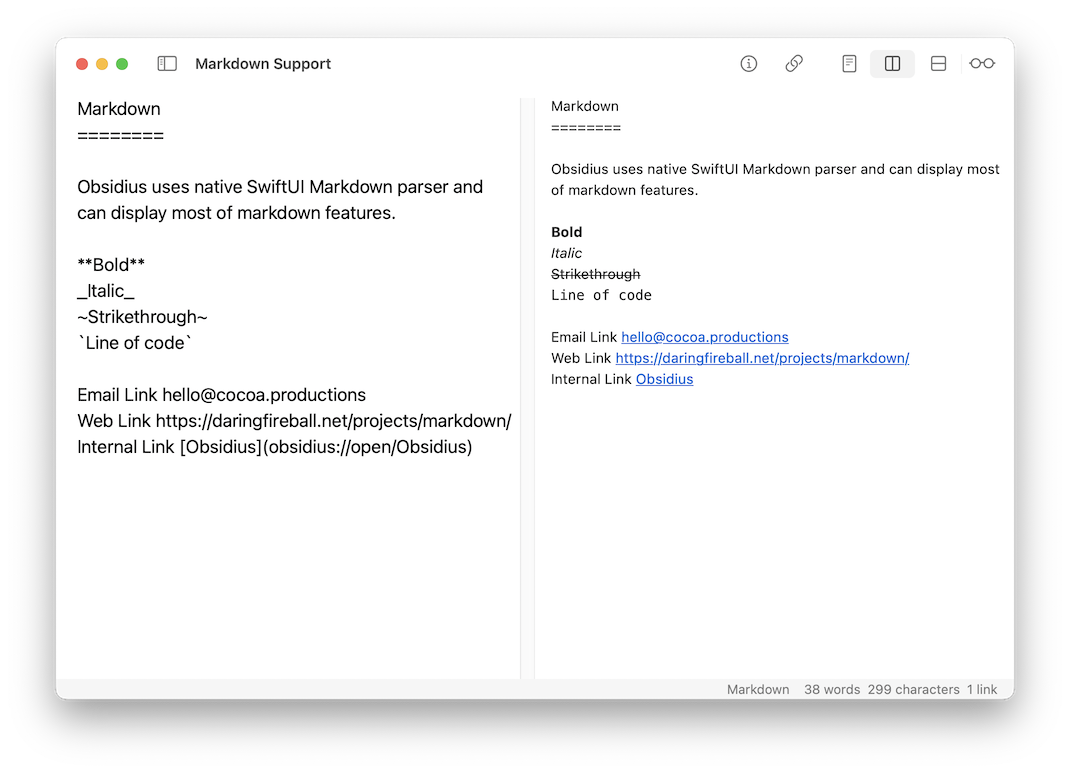 Markdown Support
Markdown
========
Obsidius uses native SwiftUI Markdown parser and
can display most of markdown features.
**Bold**
_Italic_
~Strikethrough~
`Line of code`
Email Link hello@cocoa.productions
Web Link https://daringfireball.net/projects/markdown/
Internal Link [Obsidius](obsidius://open/Obsidius)
Markdown
========
Obsidius uses native SwiftUI Markdown parser and can display most
of markdown features.
Bold
Italic
Strikethrough
Line of code
Email Link hello@cocoa.productions
Web Link https://daringfireball.net/projects/markdown/
Internal Link Obsidius
Markdown 38 words 299 characters 1 link